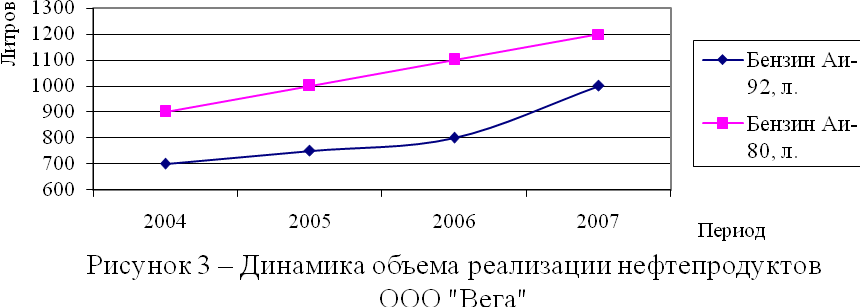 Литров
1300
1200
1100
1000
900
800
700
600
2004 2005 2006 2007
Период
Бензин Аи-
92, л.
Бензин Аи-
80, л.
Рисунок 3 – Динамика объема реализации нефтепродуктов
ООО "Вега"